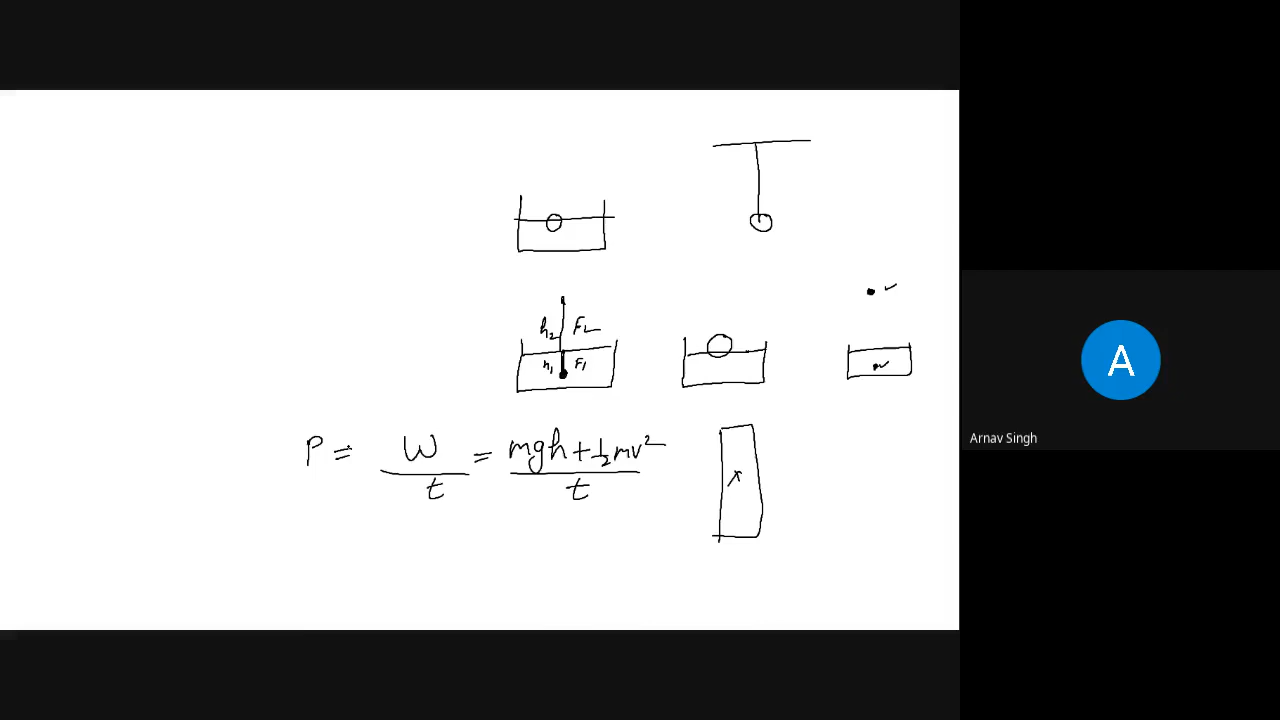 h₂ F₂
h₁ F₁
P = W/t = mgh + ½mv²/t
A
Arnav Singh